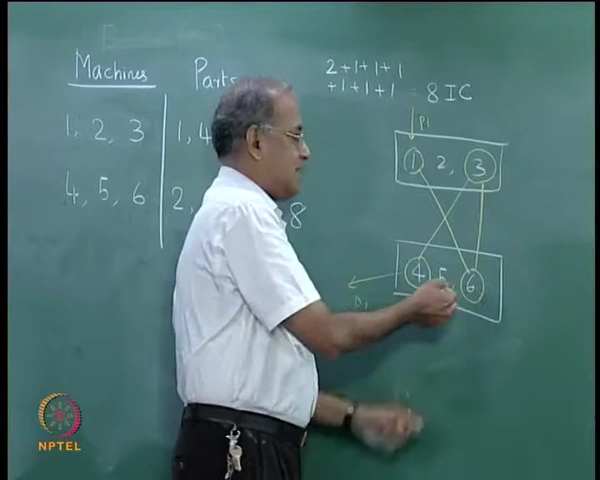 Machines Parts
2+1+1+1
+1+1+1+1 8 IC
P1
1, 2, 3 1, 4
1 2, 3
4, 5, 6 2, 8
4 5 6
P1
NPTEL